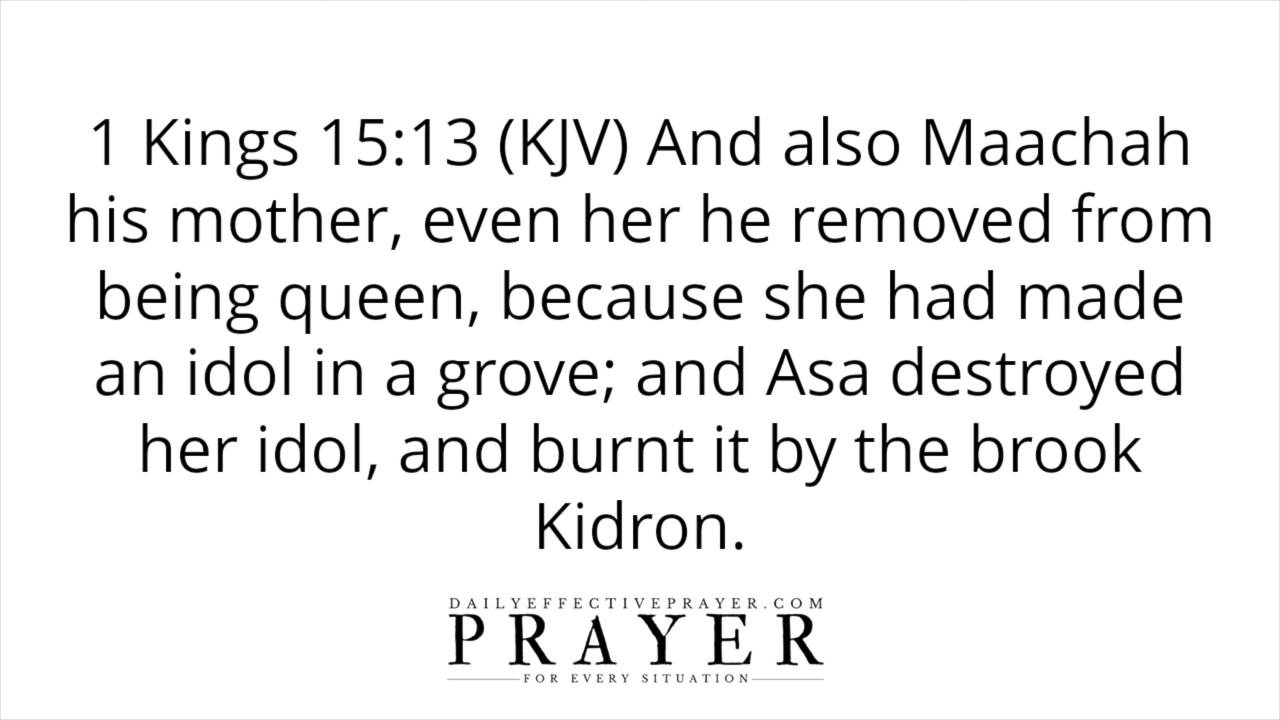 1 Kings 15:13 (KJV) And also Maachah
his mother, even her he removed from
being queen, because she had made
an idol in a grove; and Asa destroyed
her idol, and burnt it by the brook
Kidron.
DAILYEFFECTIVEPRAYER.COM
PRAYER
FOR EVERY SITUATION